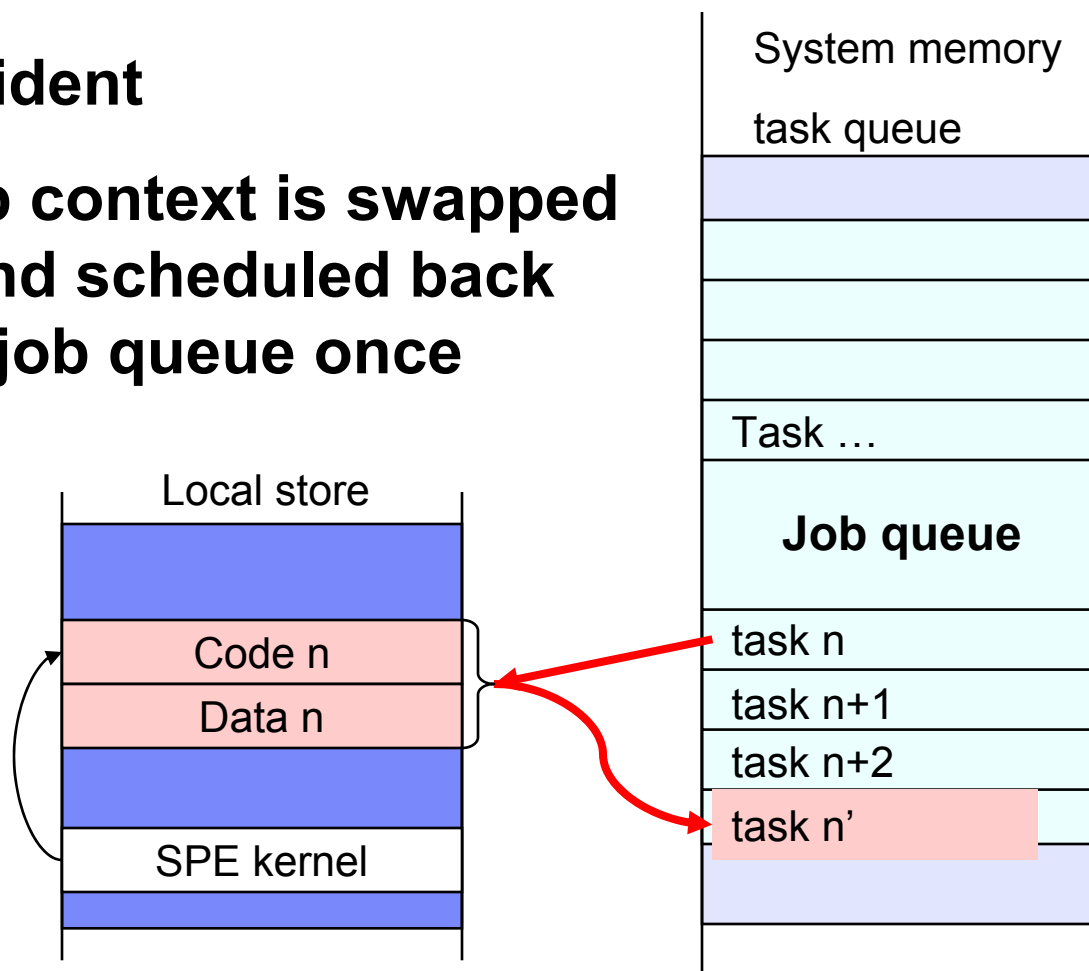 ident
context is swapped
nd scheduled back
job queue once
System memory
task queue
Task …
Job queue
task n
task n+1
task n+2
task n’
Local store
Code n
Data n
SPE kernel